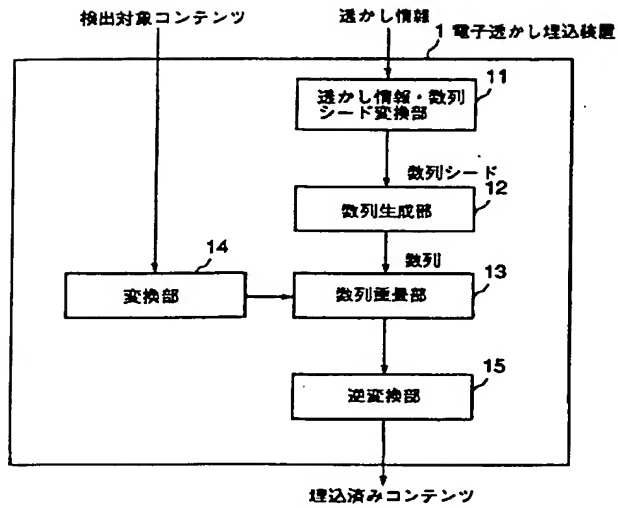 検出対象コンテンツ
透かし情報
1 電子透かし埋込装置
11
透かし情報・数列
シード変換部
数列シード
12
数列生成部
数列
14
変換部
13
数列重畳部
15
逆変換部
埋込済みコンテンツ